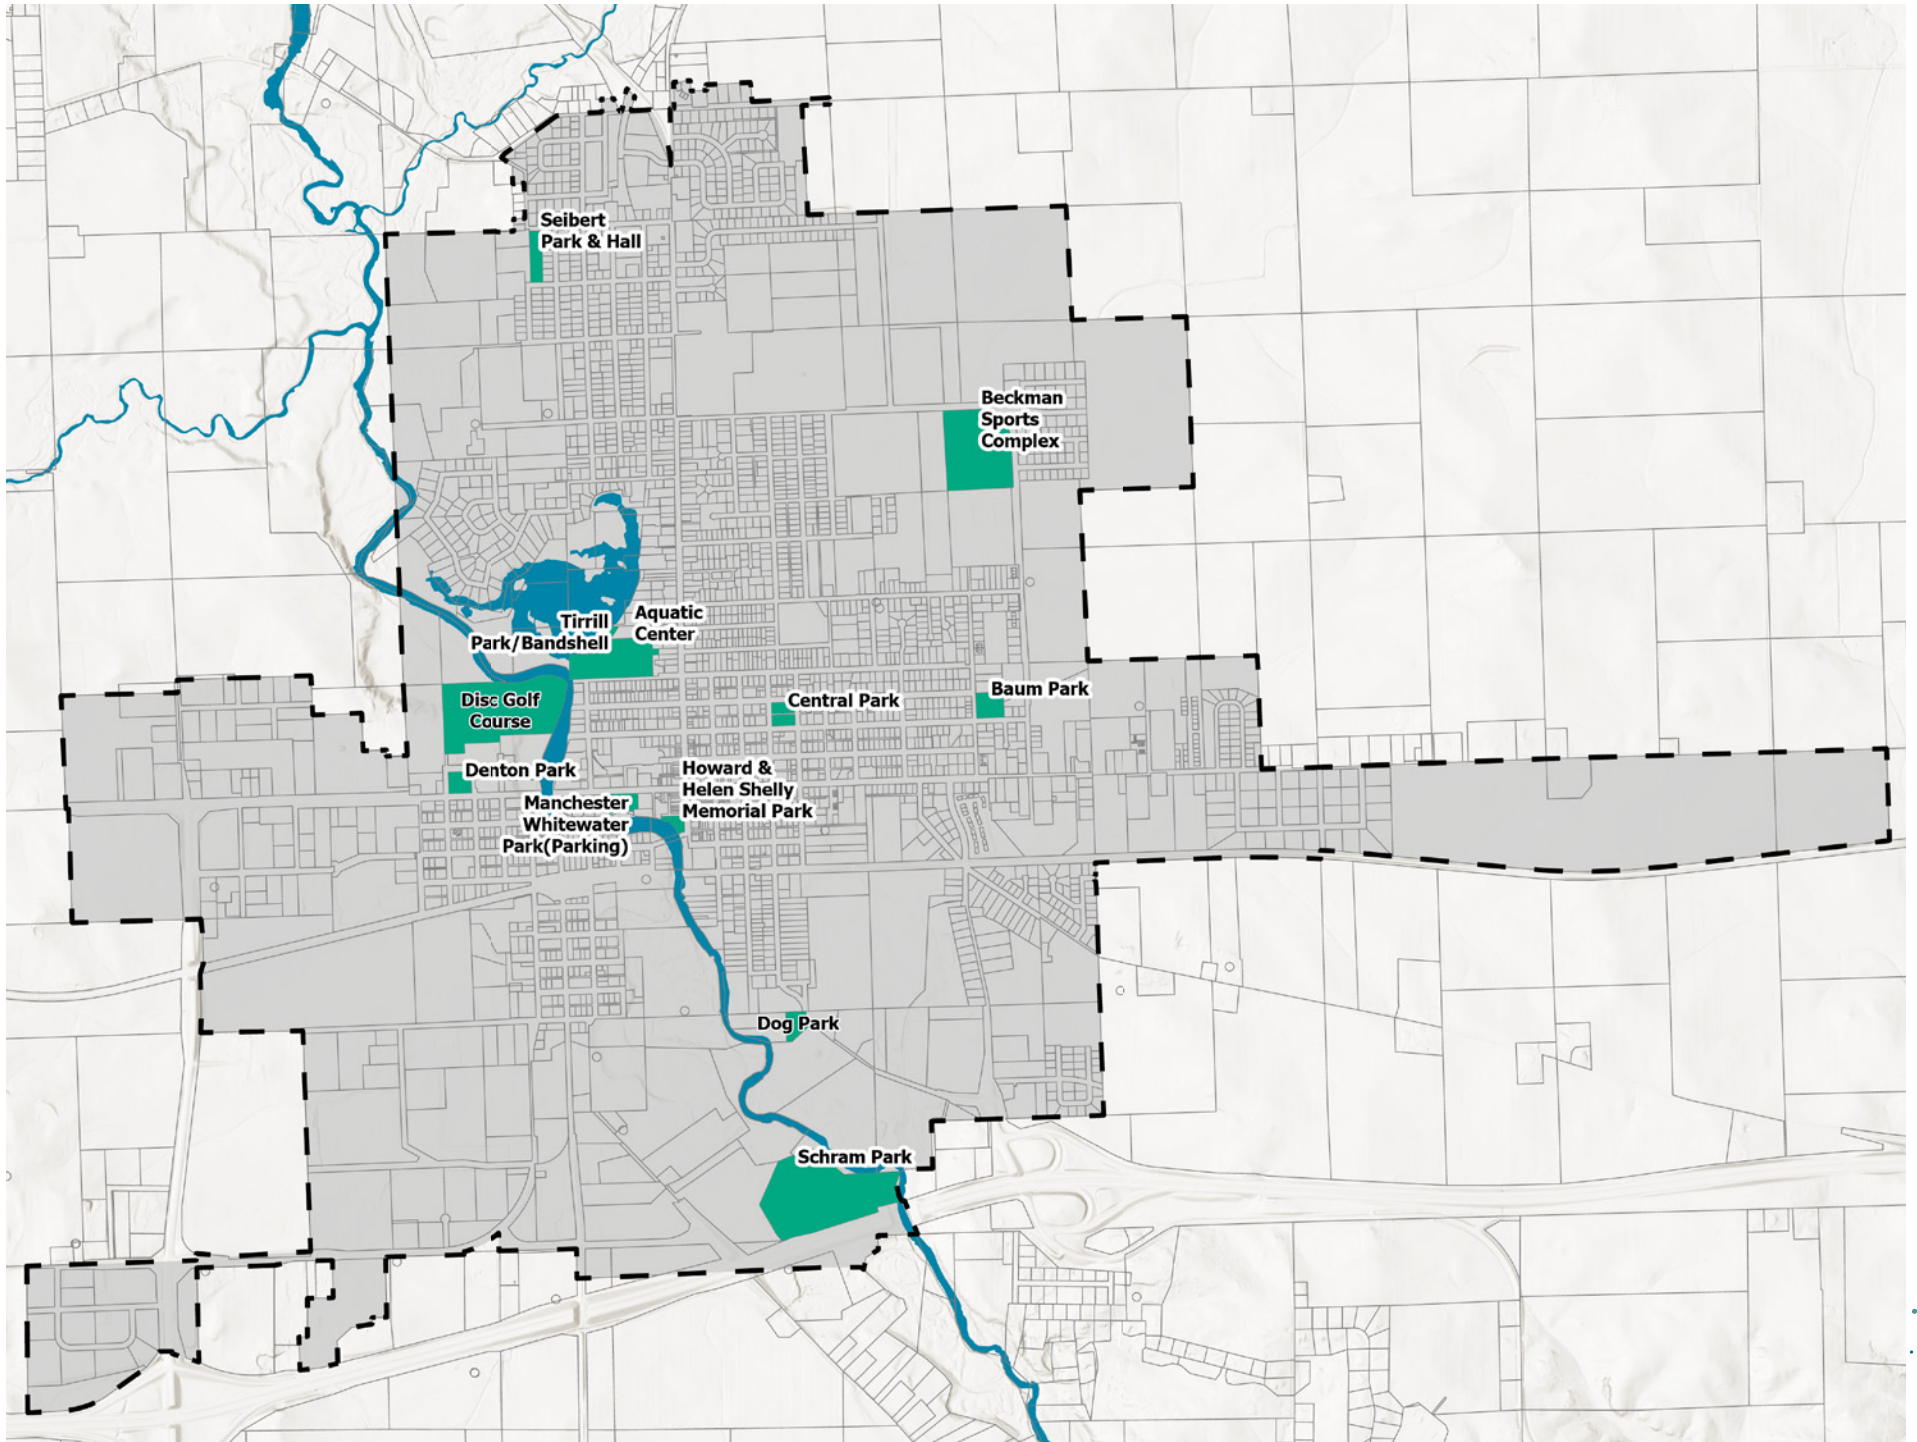 Seibert
Park & Hall
Beckman
Sports
Complex
Tirrill
Park/Bandshell
Aquatic
Center
Disc Golf
Course
Central Park
Baum Park
Denton Park
Howard &
Helen Shelly
Memorial Park
Manchester
Whitewater
Park(Parking)
Dog Park
Schram Park